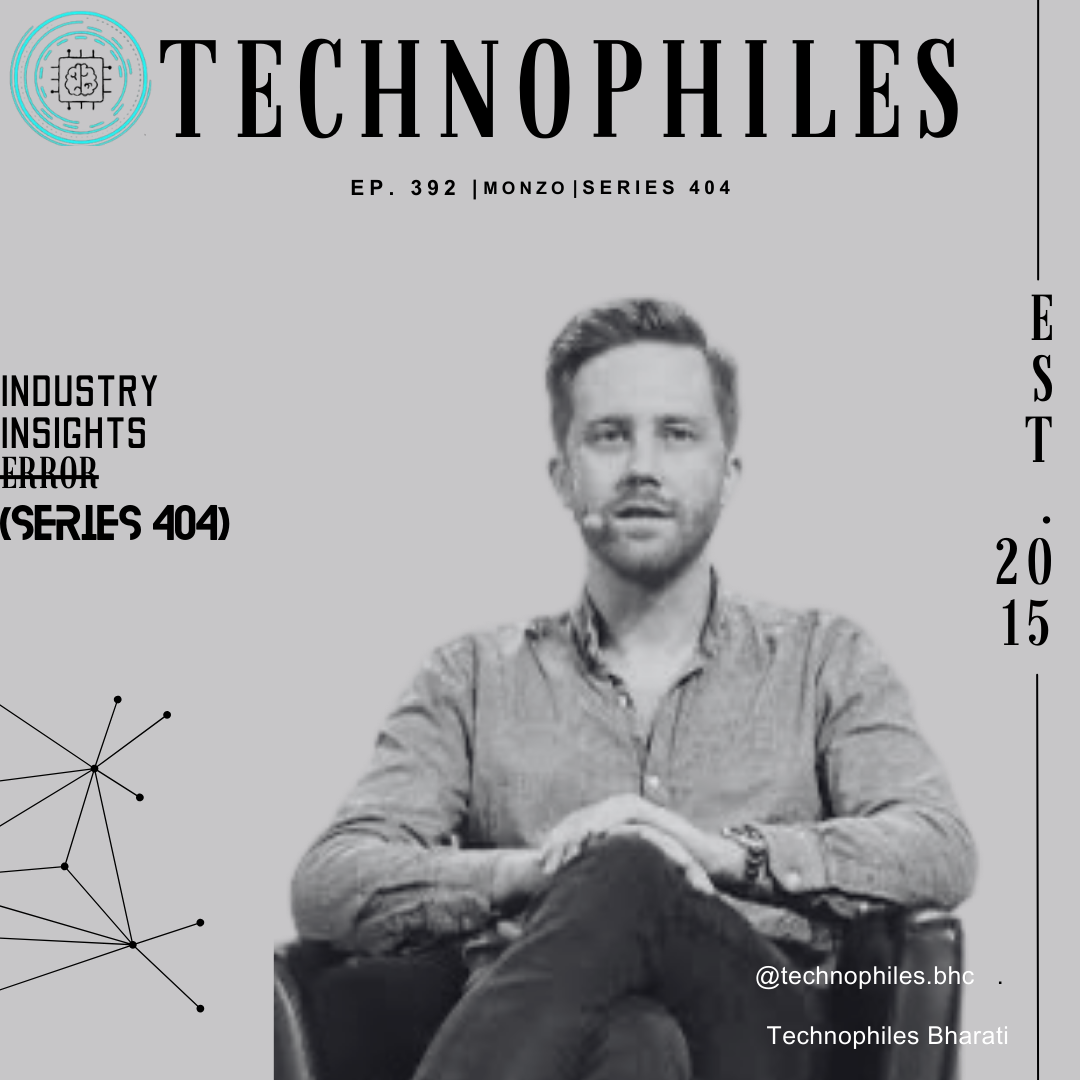 TECHNOPHILES
EP. 392 |MONZO|SERIES 404
INDUSTRY
INSIGHTS
ERROR
(SERIES 404)
E
S
T
.
20
15
@technophiles.bhc .
Technophiles Bharati